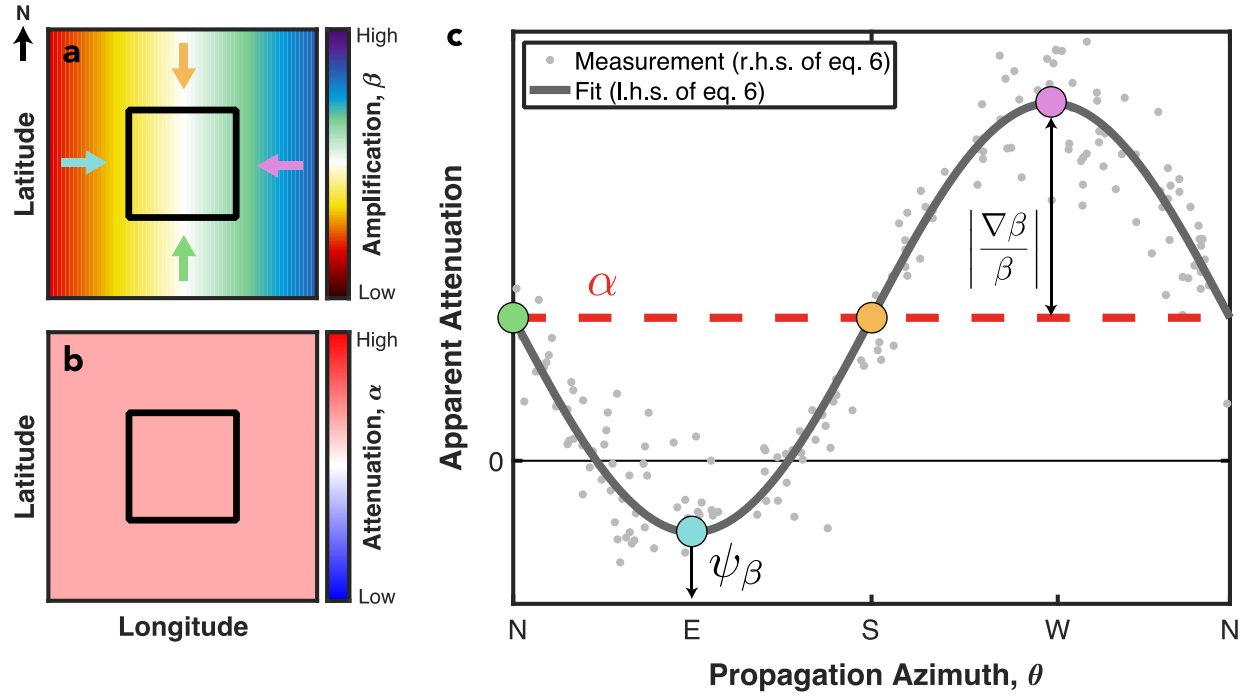 N
a
Latitude
High
Amplification, β
Low
b
Latitude
High
Attenuation, α
Low
Longitude
c
Measurement (r.h.s. of eq. 6)
Fit (l.h.s. of eq. 6)
Apparent Attenuation
α
|∇β/β|
0
ψβ
N E S W N
Propagation Azimuth, θ